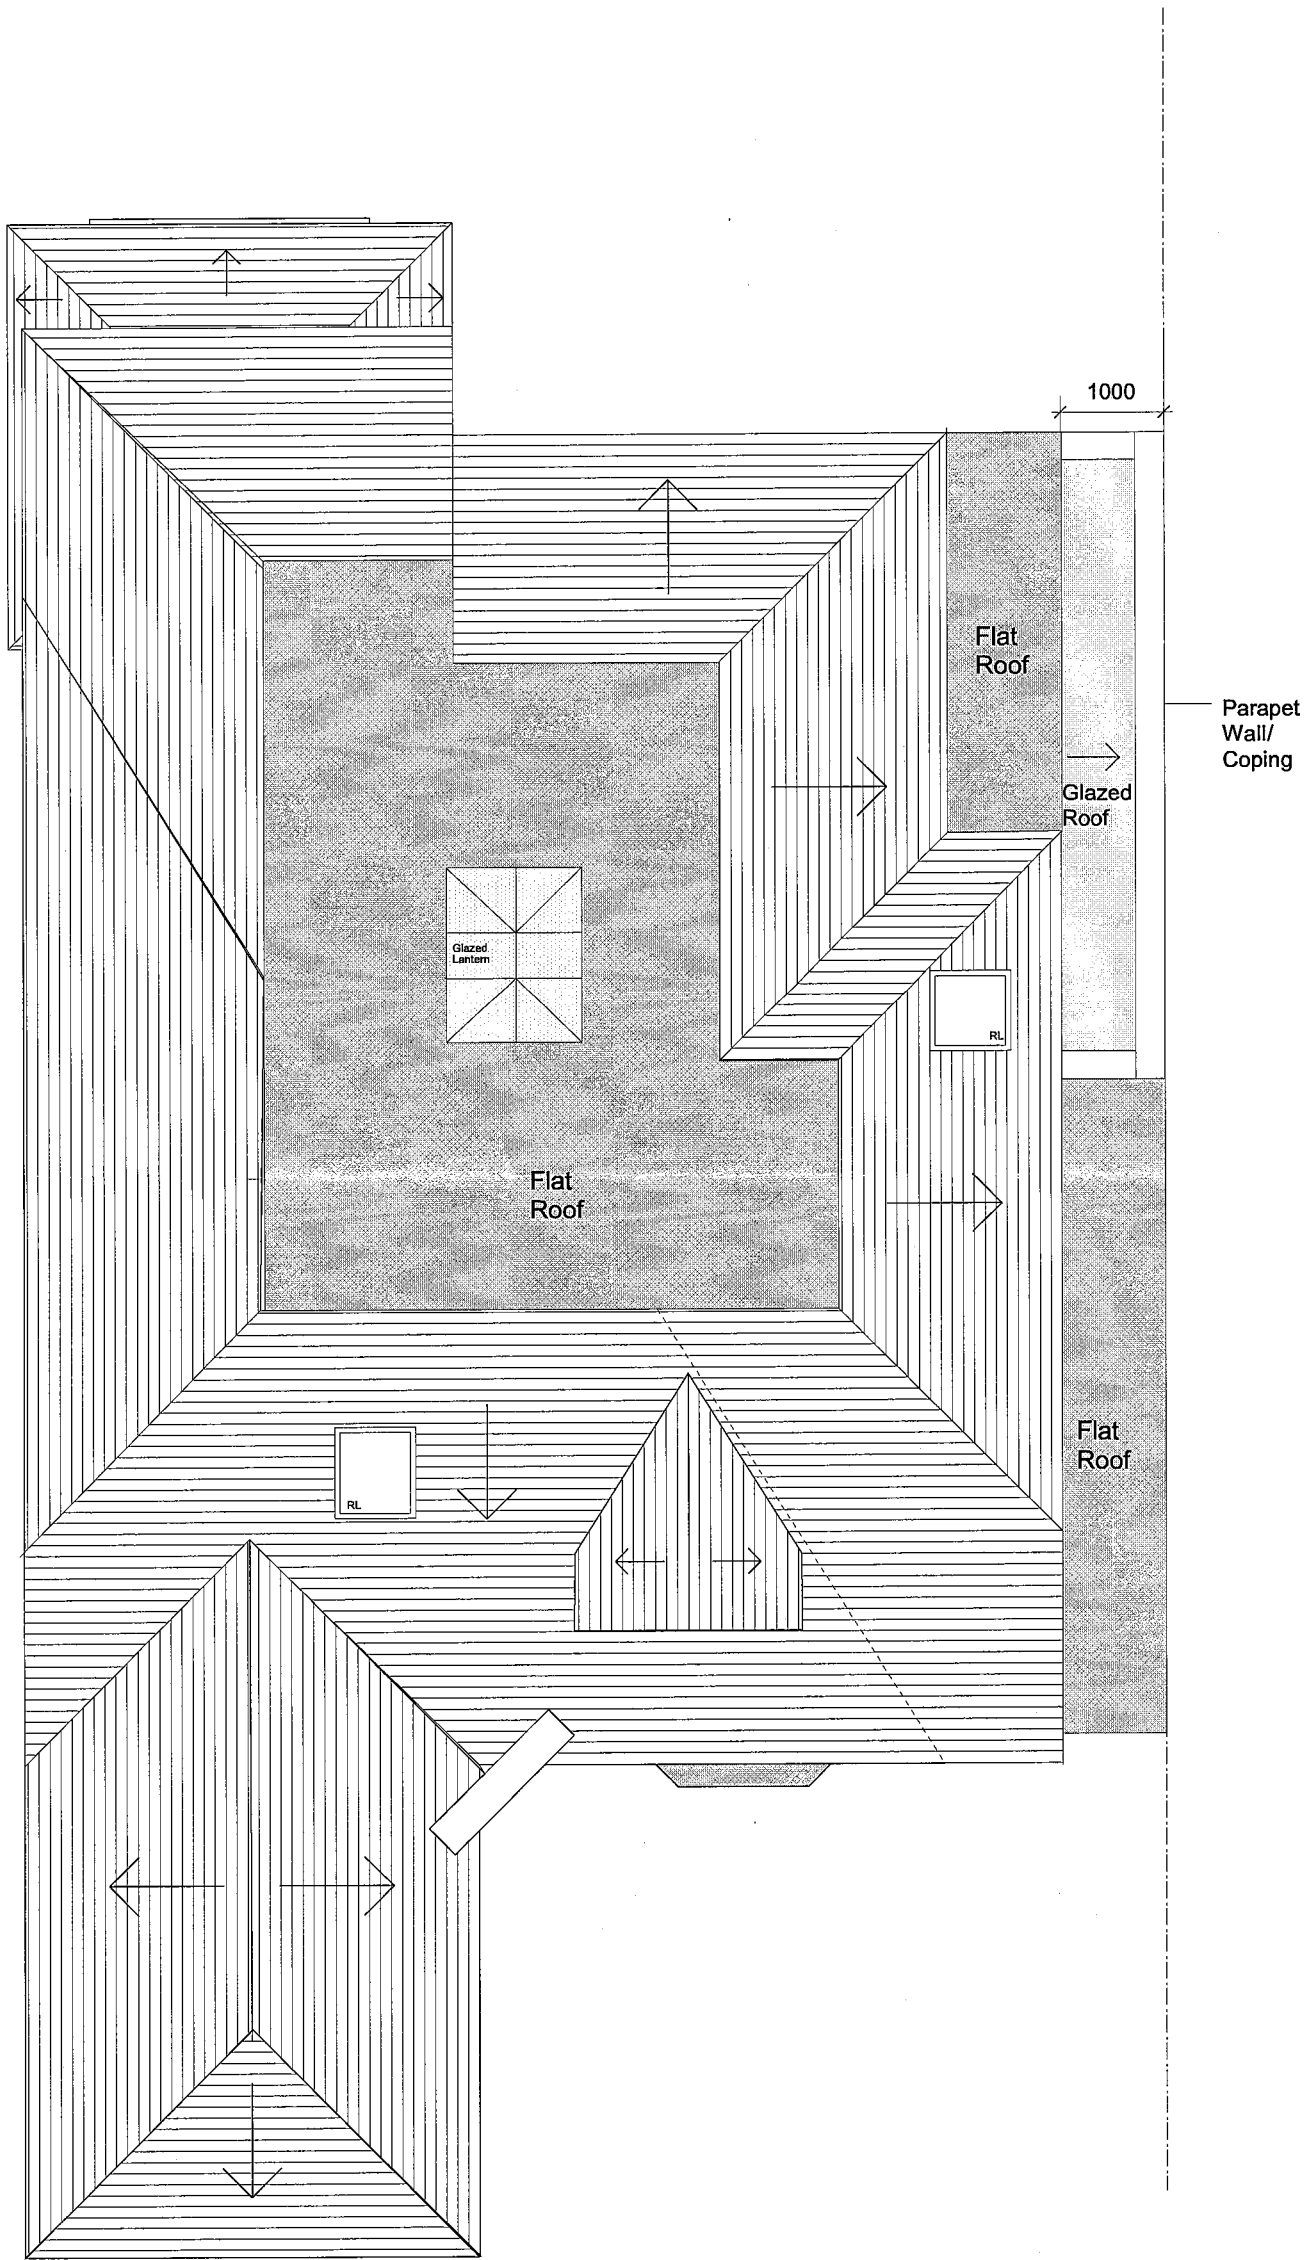 1000
Flat
Roof
Parapet
Wall/
Coping
Glazed
Roof
Glazed
Lantern
RL
Flat
Roof
Flat
Roof
RL